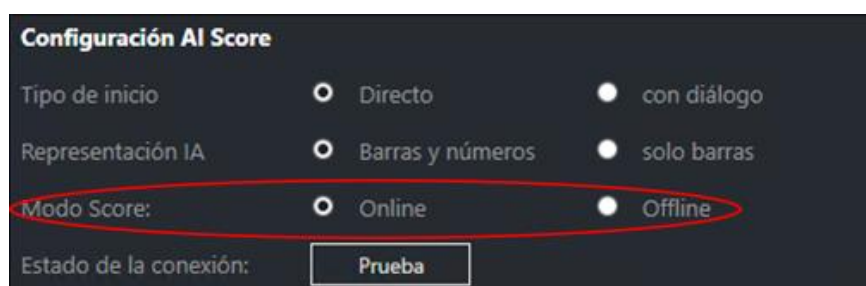 Configuración AI Score
Tipo de inicio Directo con diálogo
Representación IA Barras y números solo barras
Modo Score: Online Offline
Estado de la conexión: Prueba